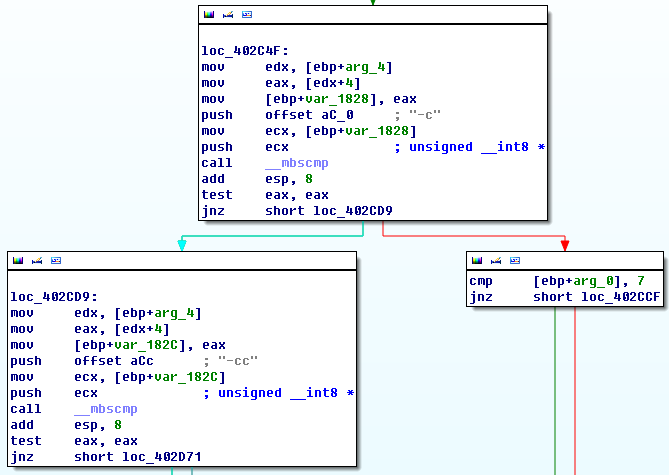 loc_402C4F:
mov edx, [ebp+arg_4]
mov eax, [edx+4]
mov [ebp+var_1828], eax
push offset aC_0 ; "-c"
mov ecx, [ebp+var_1828]
push ecx ; unsigned __int8 *
call __mbscmp
add esp, 8
test eax, eax
jnz short loc_402CD9
loc_402CD9:
mov edx, [ebp+arg_4]
mov eax, [edx+4]
mov [ebp+var_182C], eax
push offset aCc ; "-cc"
mov ecx, [ebp+var_182C]
push ecx ; unsigned __int8 *
call __mbscmp
add esp, 8
test eax, eax
jnz short loc_402D71
cmp [ebp+arg_0], 7
jnz short loc_402CCF